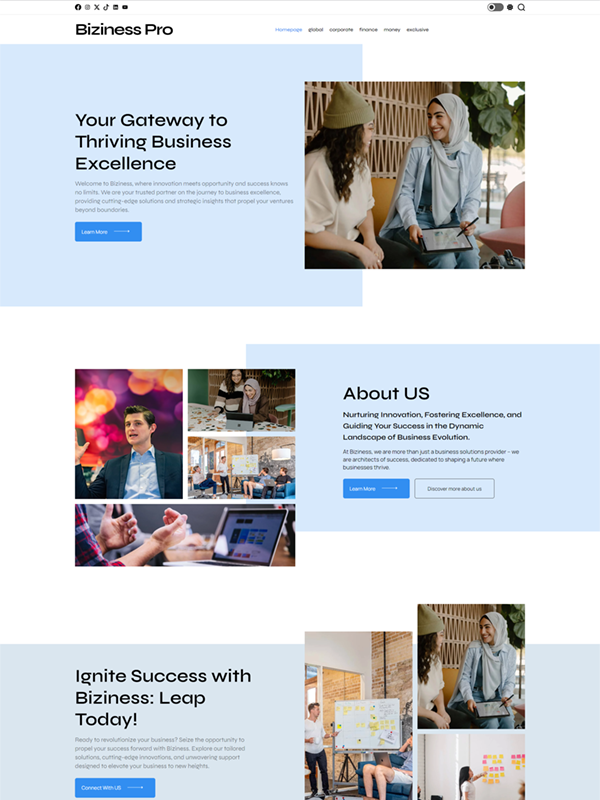 Biziness Pro
Homepage global corporate finance money exclusive
Your Gateway to
Thriving Business
Excellence
Welcome to Biziness, where innovation meets opportunity and success knows
no limits. We are your trusted partner on the journey to business excellence,
providing cutting-edge solutions and strategic insights that propel your ventures
beyond boundaries.
Learn More
About US
Nurturing Innovation, Fostering Excellence, and
Guiding Your Success in the Dynamic
Landscape of Business Evolution.
At Biziness, we are more than just a business solutions provider - we
are architects of success, dedicated to shaping a future where
businesses thrive.
Learn More
Discover more about us
Ignite Success with
Biziness: Leap
Today!
Ready to revolutionize your business? Seize the opportunity to
propel your success forward with Biziness. Explore our tailored
solutions, cutting-edge innovations, and unwavering support
designed to elevate your business to new heights.
Connect With US